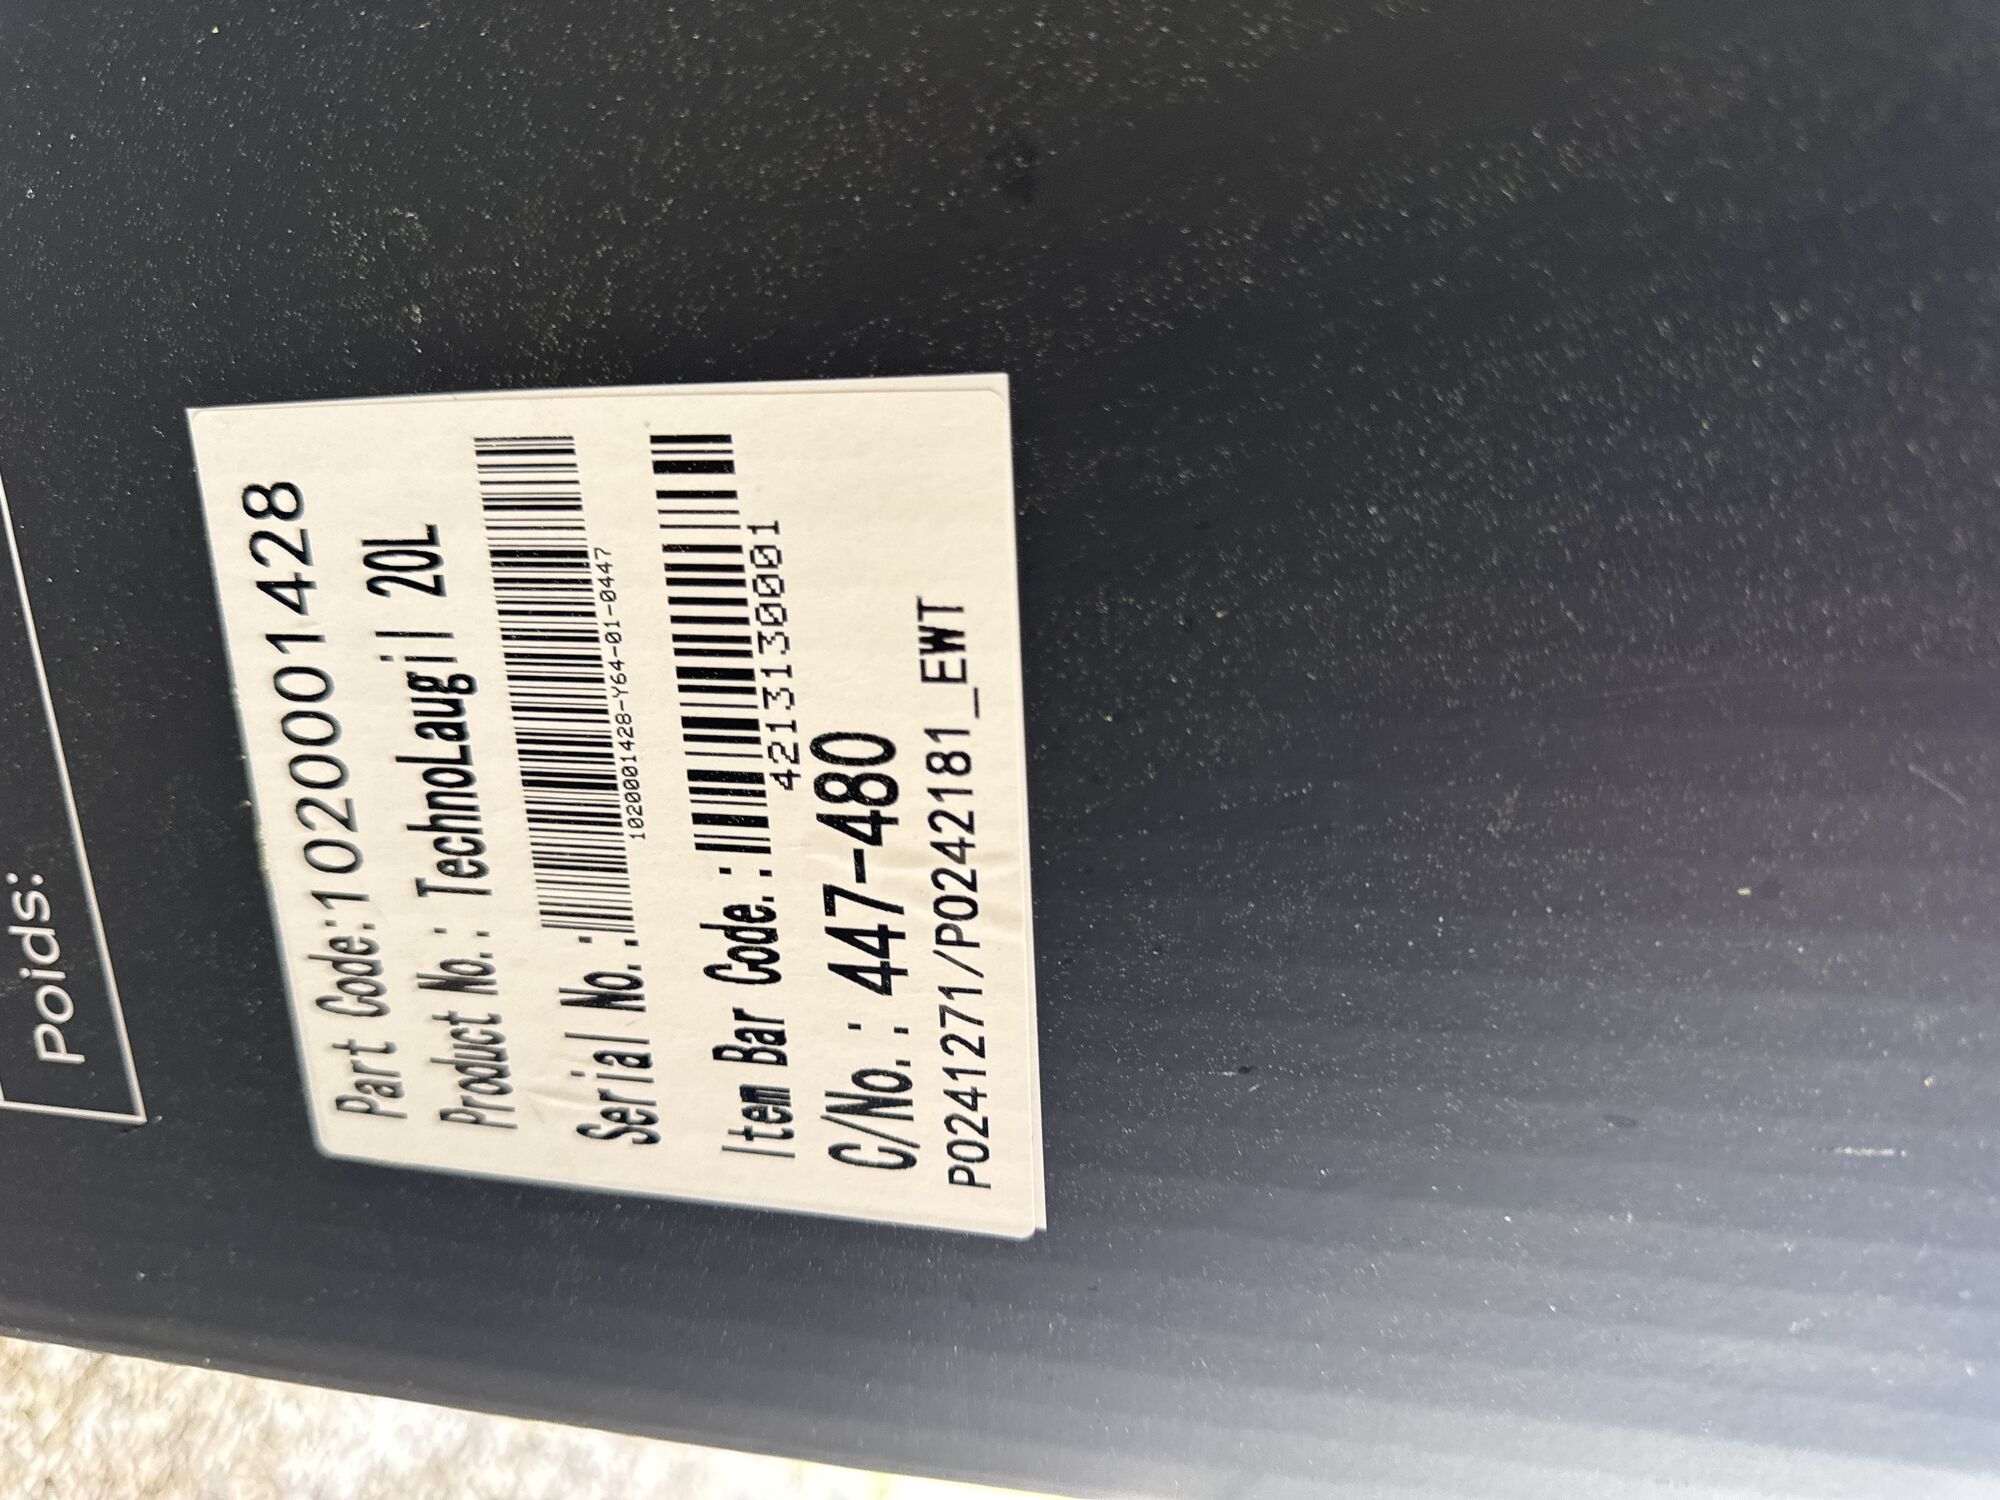 Poids:
Part Code:1020001428
Product No.: TechnoLaugil 20L
Serial No.:
1020001428-Y64-01-0447
Item Bar Code.:
4213130001
C/No.: 447-480
P0241271/P0242181_EWT